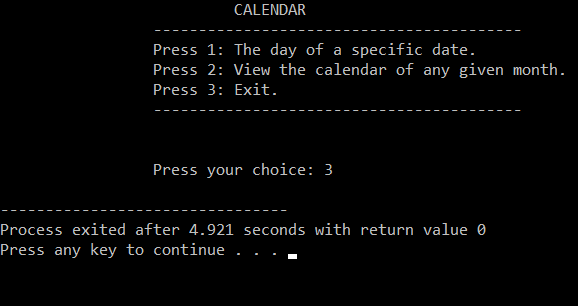 CALENDAR
-----------------------------------------
Press 1: The day of a specific date.
Press 2: View the calendar of any given month.
Press 3: Exit.
-----------------------------------------
Press your choice: 3
--------------------------------
Process exited after 4.921 seconds with return value 0
Press any key to continue . . .